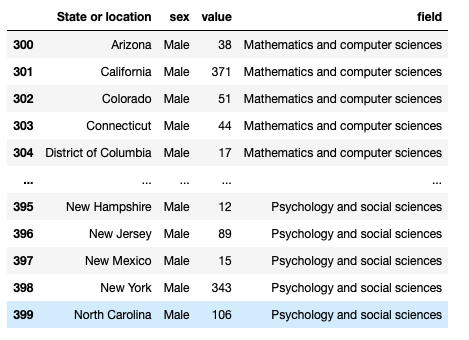 State or location sex value field
300 Arizona Male 38 Mathematics and computer sciences
301 California Male 371 Mathematics and computer sciences
302 Colorado Male 51 Mathematics and computer sciences
303 Connecticut Male 44 Mathematics and computer sciences
304 District of Columbia Male 17 Mathematics and computer sciences
... ... ... ... ...
395 New Hampshire Male 12 Psychology and social sciences
396 New Jersey Male 89 Psychology and social sciences
397 New Mexico Male 15 Psychology and social sciences
398 New York Male 343 Psychology and social sciences
399 North Carolina Male 106 Psychology and social sciences